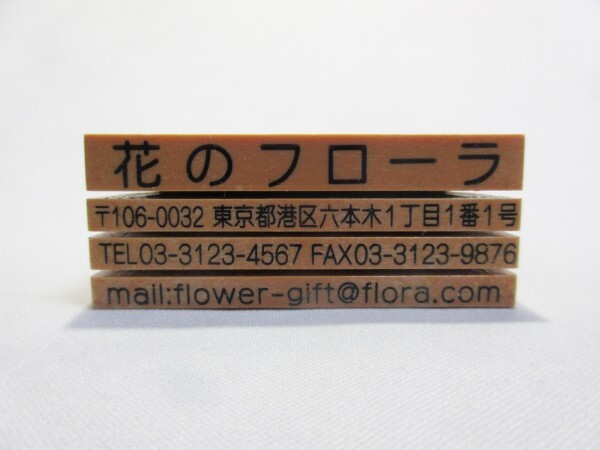 花のフローラ
〒106-0032 東京都港区六本木1丁目1番1号
TEL03-3123-4567 FAX03-3123-9876
mail:flower-gift@flora.com